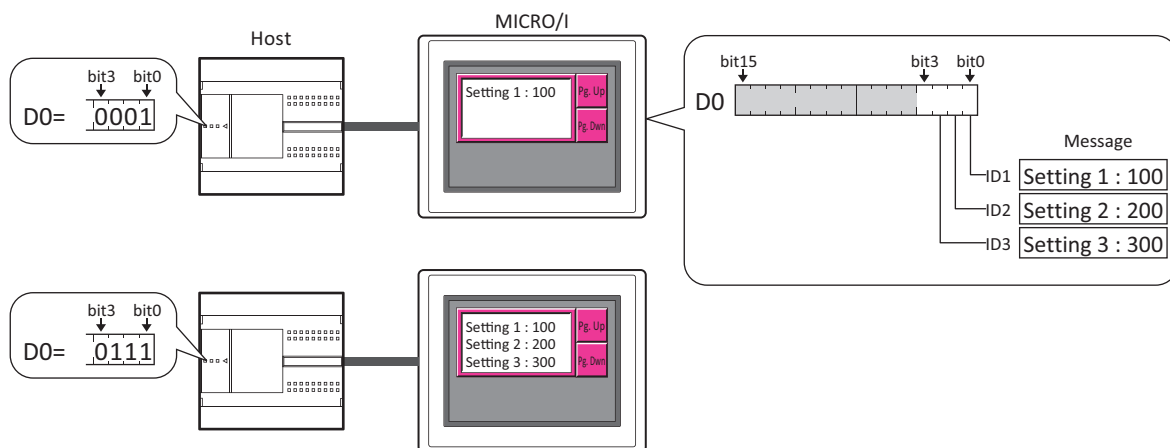 MICRO/I
Host
bit3 bit0
D0= 0001
Setting 1 : 100
Pg. Up
Pg. Dwn
bit15 bit3 bit0
D0
Message
ID1 Setting 1 : 100
ID2 Setting 2 : 200
ID3 Setting 3 : 300
bit3 bit0
D0= 0111
Setting 1 : 100
Setting 2 : 200
Setting 3 : 300
Pg. Up
Pg. Dwn